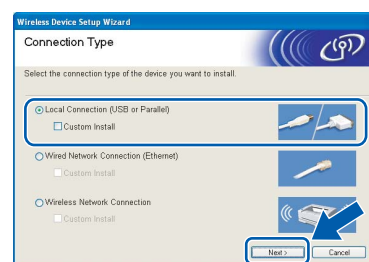 Wireless Device Setup Wizard
Connection Type
Select the connection type of the device you want to install.
Local Connection (USB or Parallel)
Custom Install
Wired Network Connection (Ethernet)
Custom Install
Wireless Network Connection
Custom Install
Next >
Cancel